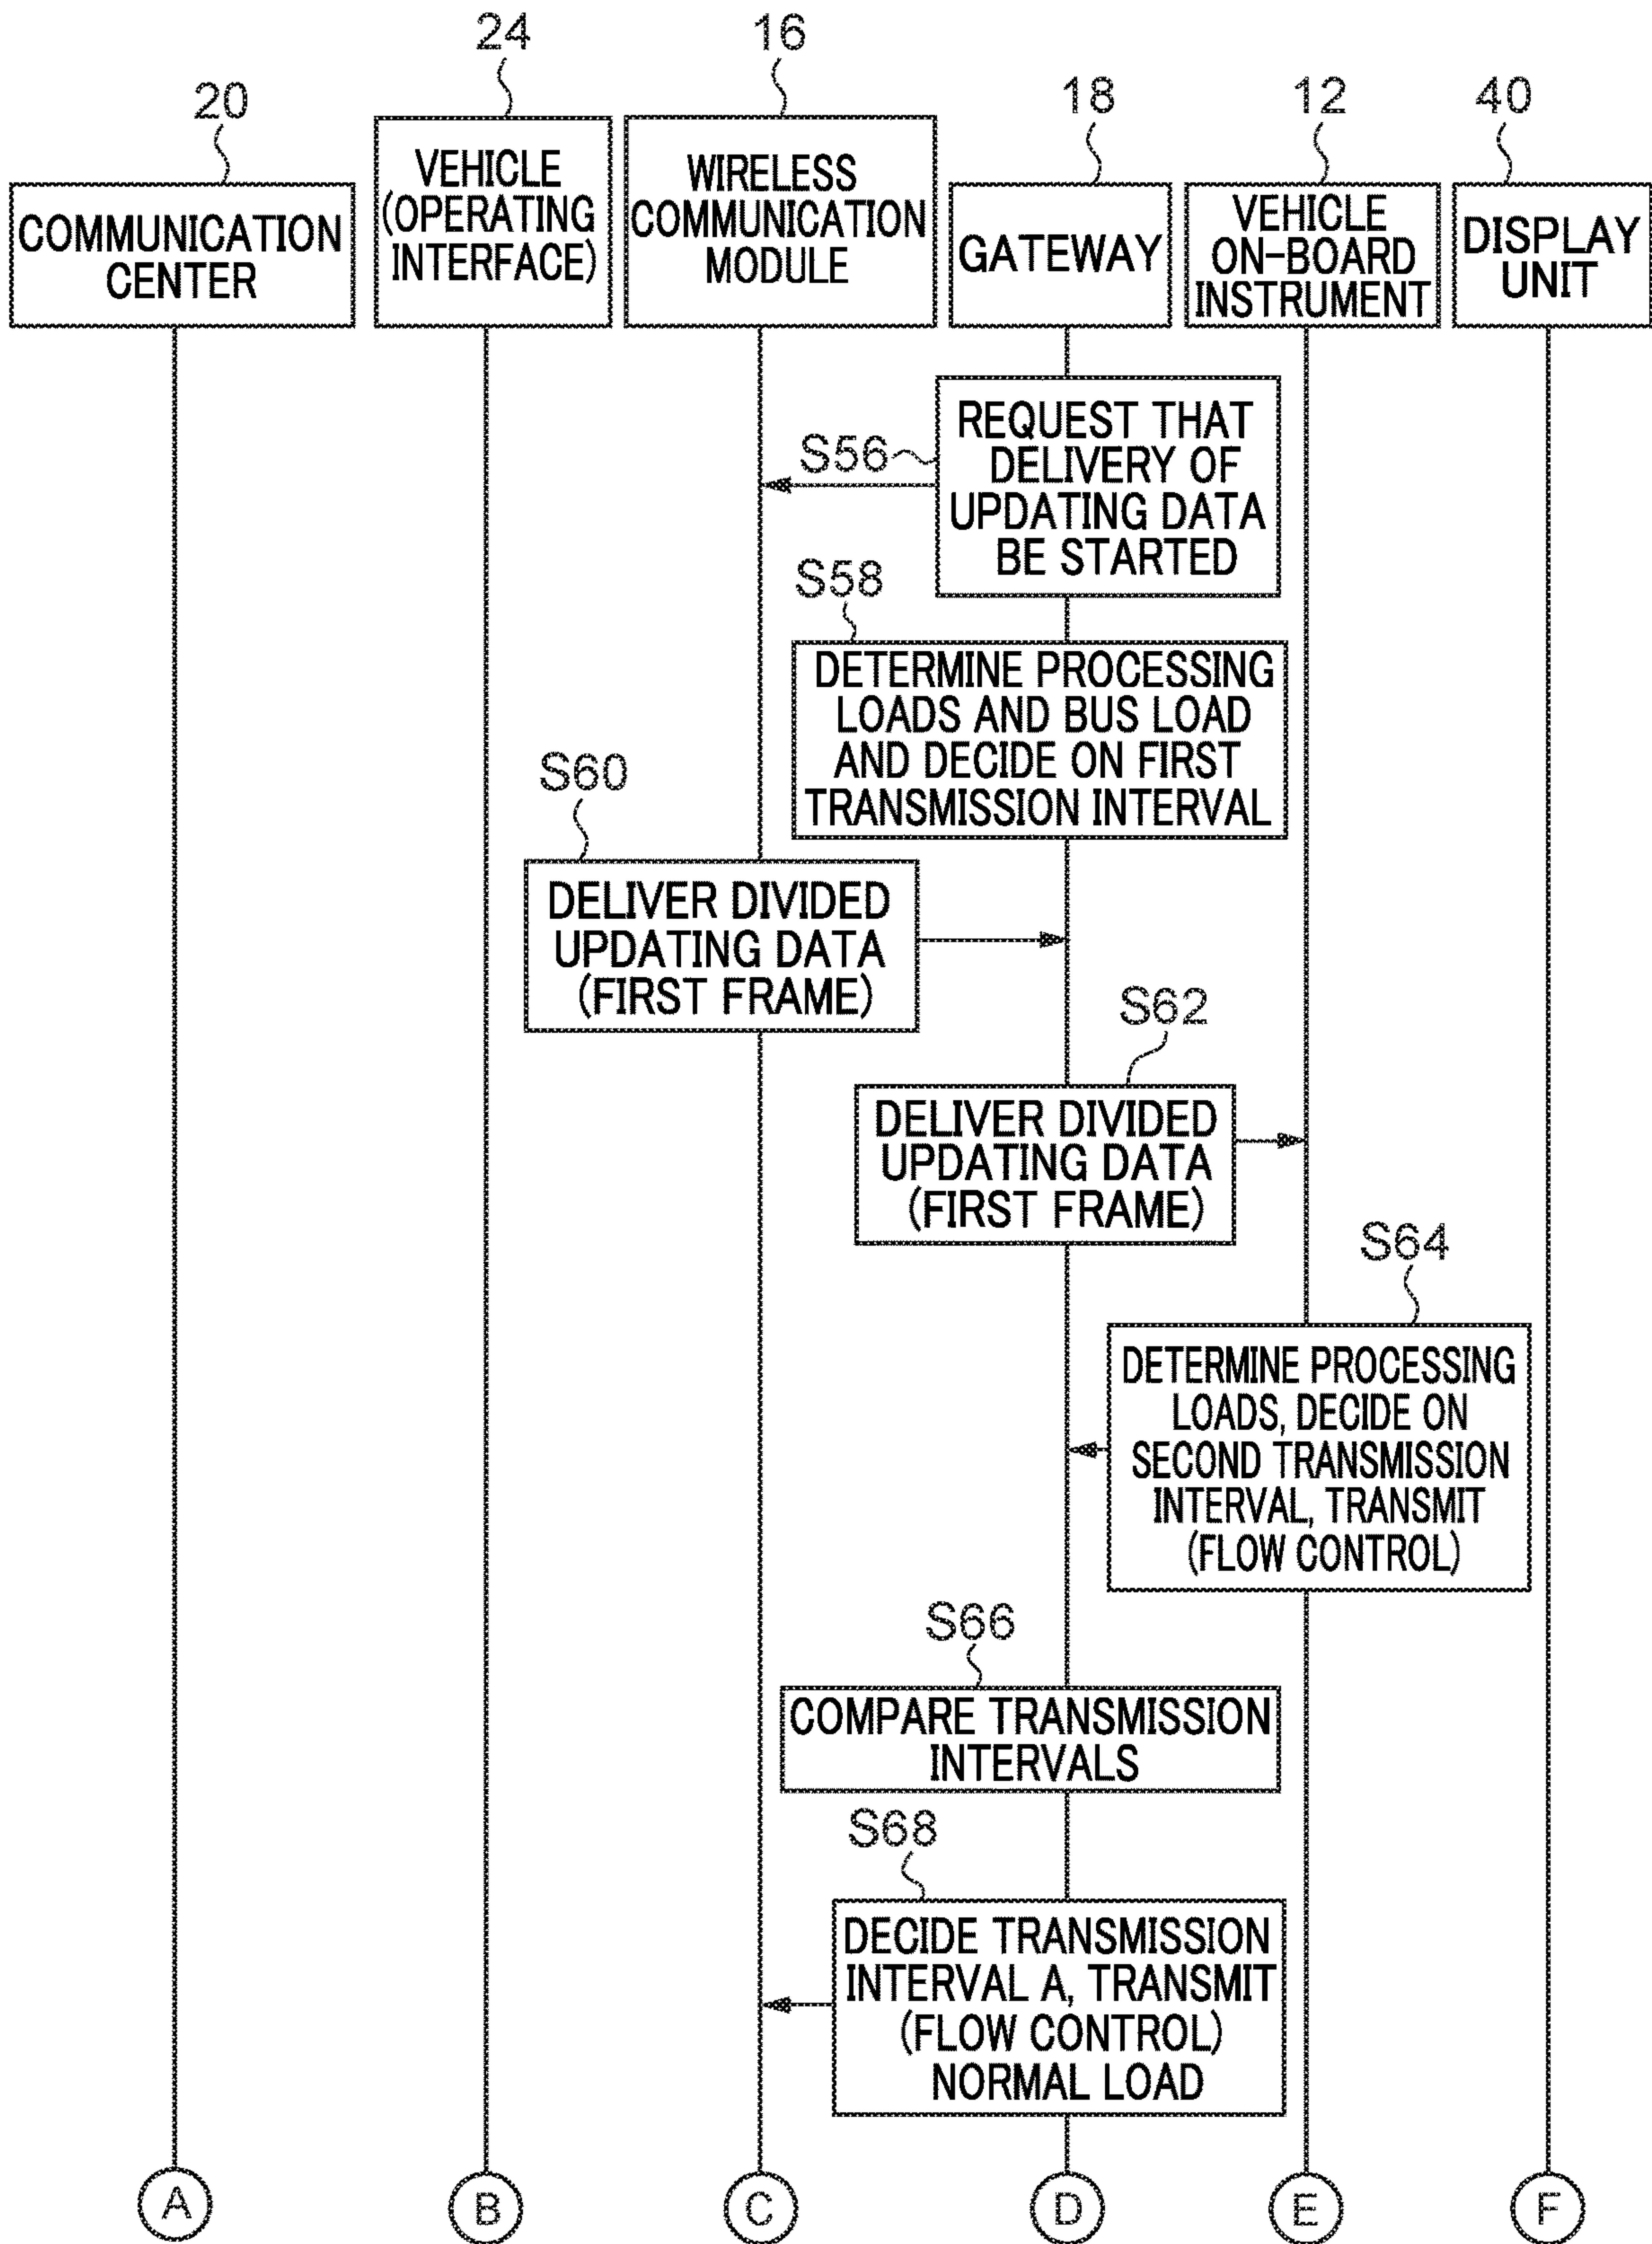 24
16
20
18
12
40
COMMUNICATION
CENTER
VEHICLE
(OPERATING
INTERFACE)
WIRELESS
COMMUNICATION
MODULE
GATEWAY
VEHICLE
ON-BOARD
INSTRUMENT
DISPLAY
UNIT
S56
REQUEST THAT
DELIVERY OF
UPDATING DATA
BE STARTED
S58
DETERMINE PROCESSING
LOADS AND BUS LOAD
AND DECIDE ON FIRST
TRANSMISSION INTERVAL
S60
DELIVER DIVIDED
UPDATING DATA
(FIRST FRAME)
S62
DELIVER DIVIDED
UPDATING DATA
(FIRST FRAME)
S64
DETERMINE PROCESSING
LOADS, DECIDE ON
SECOND TRANSMISSION
INTERVAL, TRANSMIT
(FLOW CONTROL)
S66
COMPARE TRANSMISSION
INTERVALS
S68
DECIDE TRANSMISSION
INTERVAL A, TRANSMIT
(FLOW CONTROL)
NORMAL LOAD
A
B
C
D
E
F